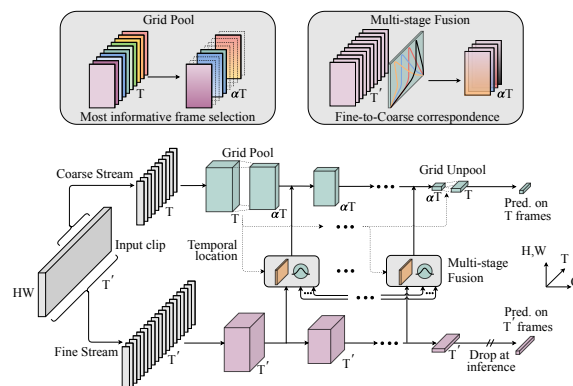 Grid Pool
T
αT
Most informative frame selection
Multi-stage Fusion
T′
αT
Fine-to-Coarse correspondence
Coarse Stream
T
Grid Pool
T
αT
αT
Grid Unpool
αT
T
Pred. on
T frames
Input clip
T′
HW
Temporal
location
Multi-stage
Fusion
H,W
T
Fine Stream
T′
T′
T′
T′
Pred. on
T′ frames
Drop at
inference